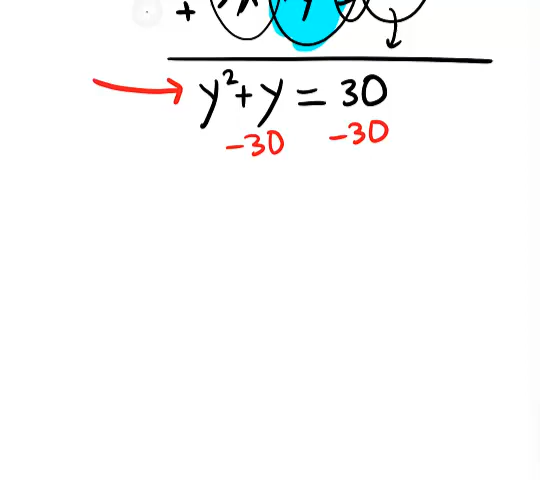 +
y²+y = 30
-30 -30